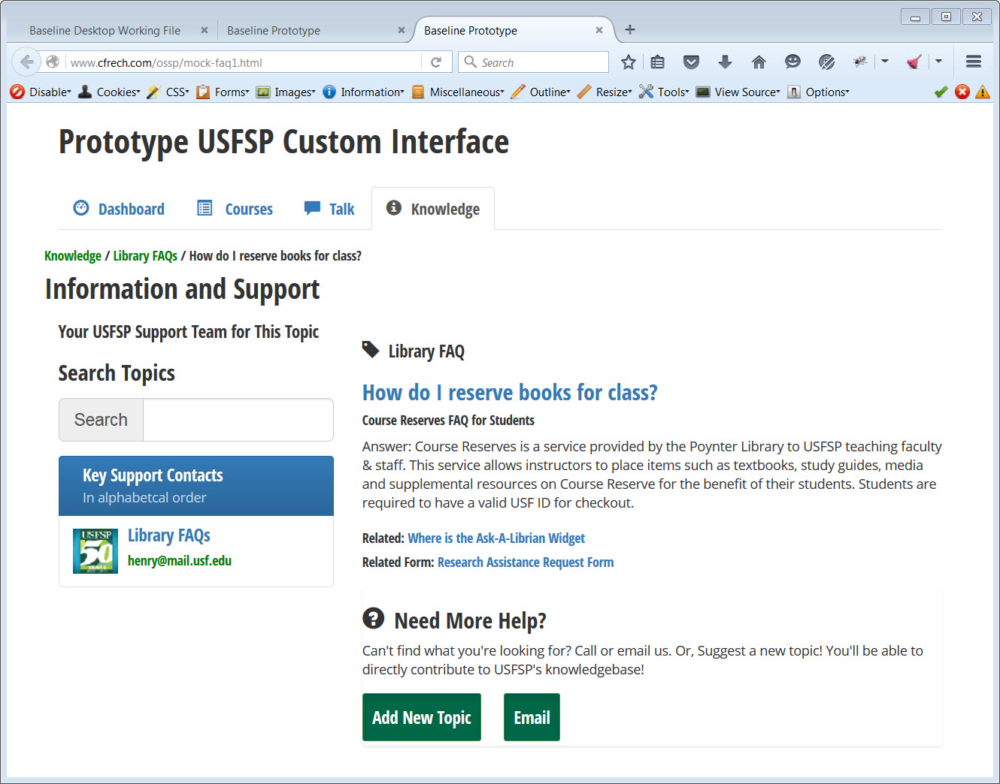 Baseline Desktop Working File
Baseline Prototype
Baseline Prototype
www.cfrech.com/ossp/mock-faq1.html
Search
Disable
Cookies
CSS
Forms
Images
Information
Miscellaneous
Outline
Resize
Tools
View Source
Options
Prototype USFSP Custom Interface
Dashboard
Courses
Talk
Knowledge
Knowledge / Library FAQs / How do I reserve books for class?
Information and Support
Your USFSP Support Team for This Topic
Search Topics
Search
Key Support Contacts
In alphabetcal order
USFSP
50
Library FAQs
henry@mail.usf.edu
Library FAQ
How do I reserve books for class?
Course Reserves FAQ for Students
Answer: Course Reserves is a service provided by the Poynter Library to USFSP teaching faculty
& staff. This service allows instructors to place items such as textbooks, study guides, media
and supplemental resources on Course Reserve for the benefit of their students. Students are
required to have a valid USF ID for checkout.
Related: Where is the Ask-A-Librian Widget
Related Form: Research Assistance Request Form
Need More Help?
Can't find what you're looking for? Call or email us. Or, Suggest a new topic! You'll be able to
directly contribute to USFSP's knowledgebase!
Add New Topic
Email